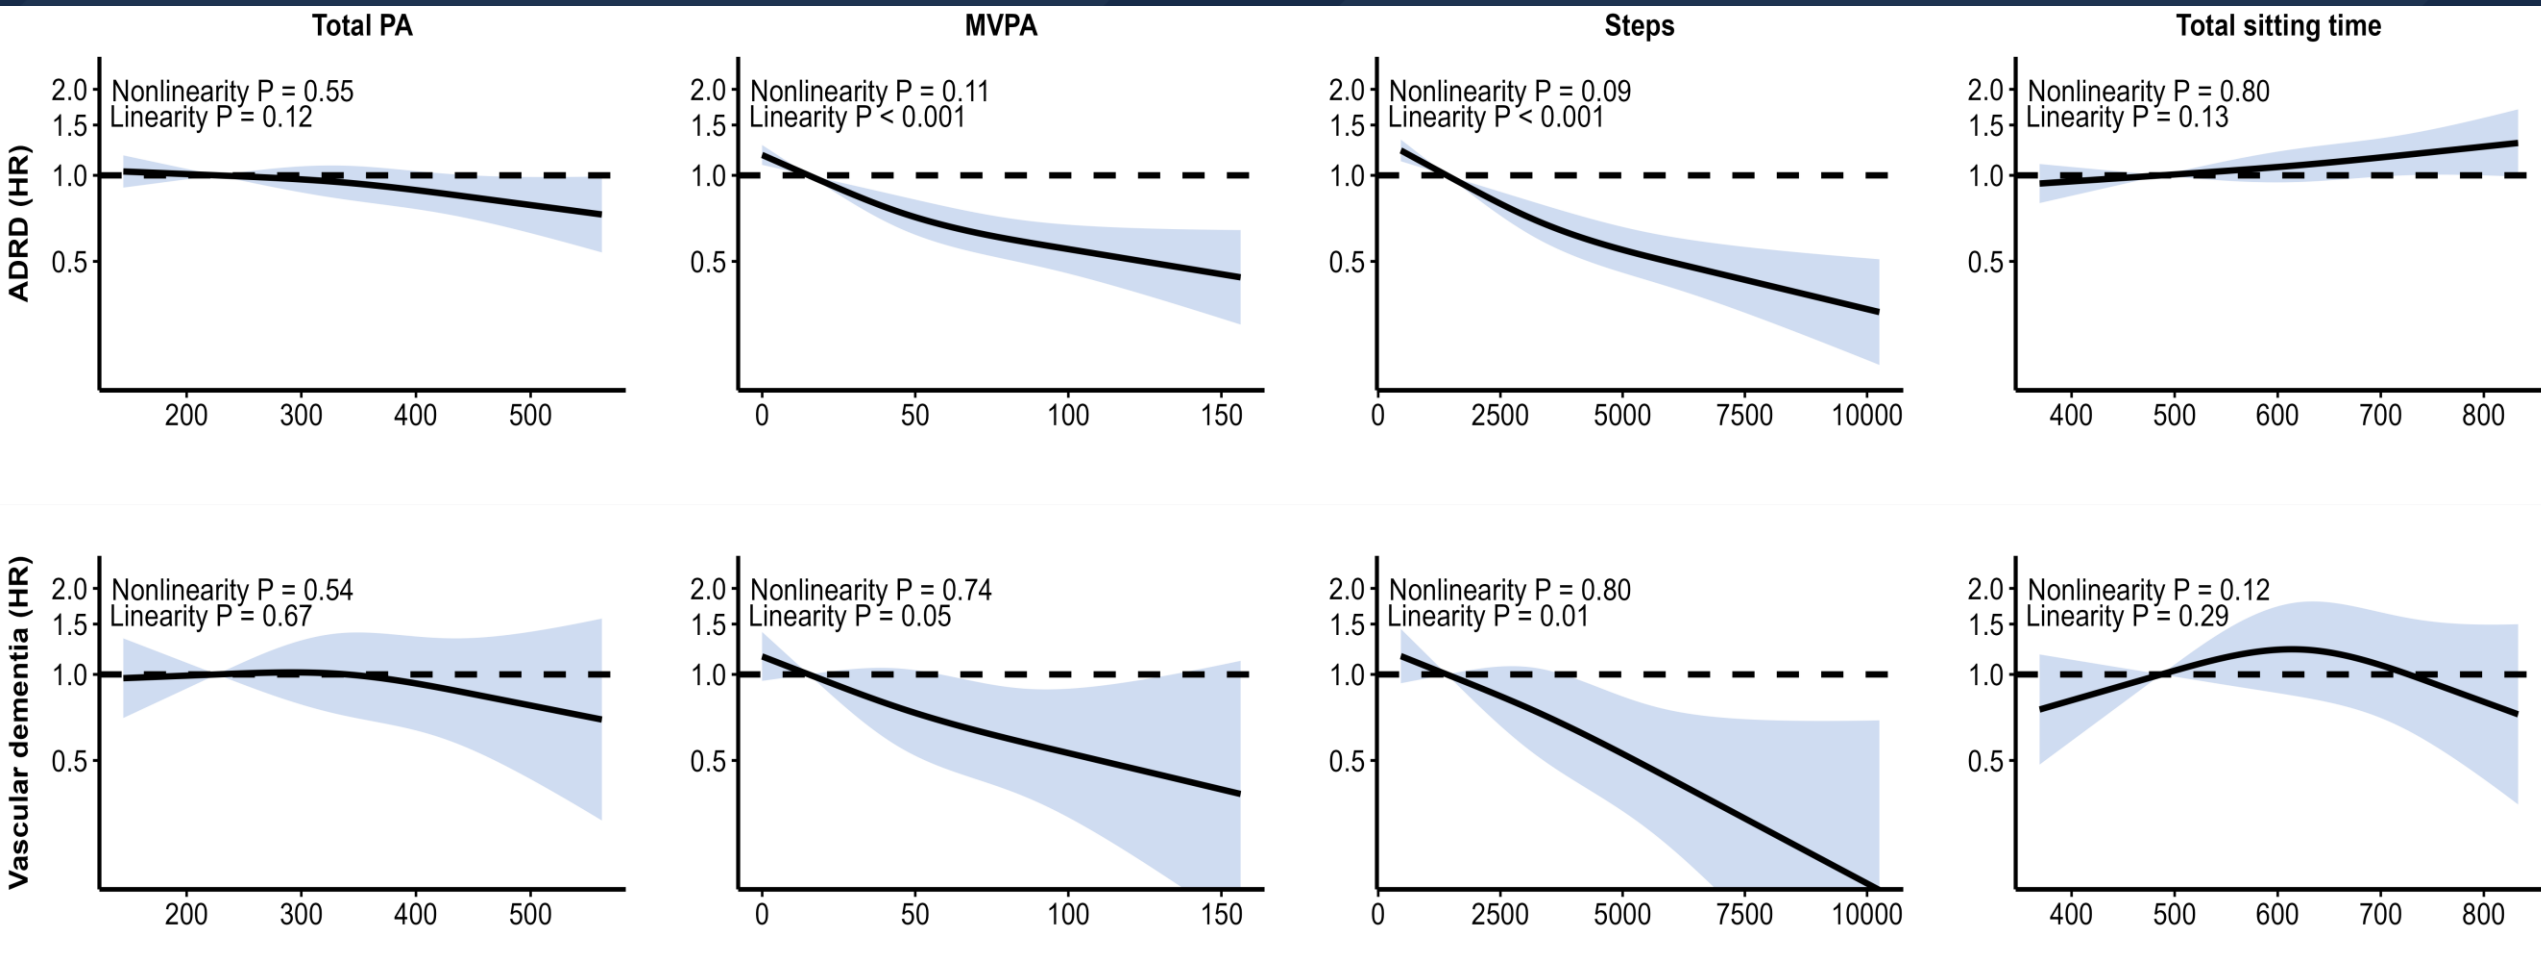 Total PA
MVPA
Steps
Total sitting time
ADRD (HR)
2.0
1.5
1.0
0.5
Nonlinearity P = 0.55
Linearity P = 0.12
200 300 400 500
2.0
1.5
1.0
0.5
Nonlinearity P = 0.11
Linearity P < 0.001
0 50 100 150
2.0
1.5
1.0
0.5
Nonlinearity P = 0.09
Linearity P < 0.001
0 2500 5000 7500 10000
2.0
1.5
1.0
0.5
Nonlinearity P = 0.80
Linearity P = 0.13
400 500 600 700 800
Vascular dementia (HR)
2.0
1.5
1.0
0.5
Nonlinearity P = 0.54
Linearity P = 0.67
200 300 400 500
2.0
1.5
1.0
0.5
Nonlinearity P = 0.74
Linearity P = 0.05
0 50 100 150
2.0
1.5
1.0
0.5
Nonlinearity P = 0.80
Linearity P = 0.01
0 2500 5000 7500 10000
2.0
1.5
1.0
0.5
Nonlinearity P = 0.12
Linearity P = 0.29
400 500 600 700 800